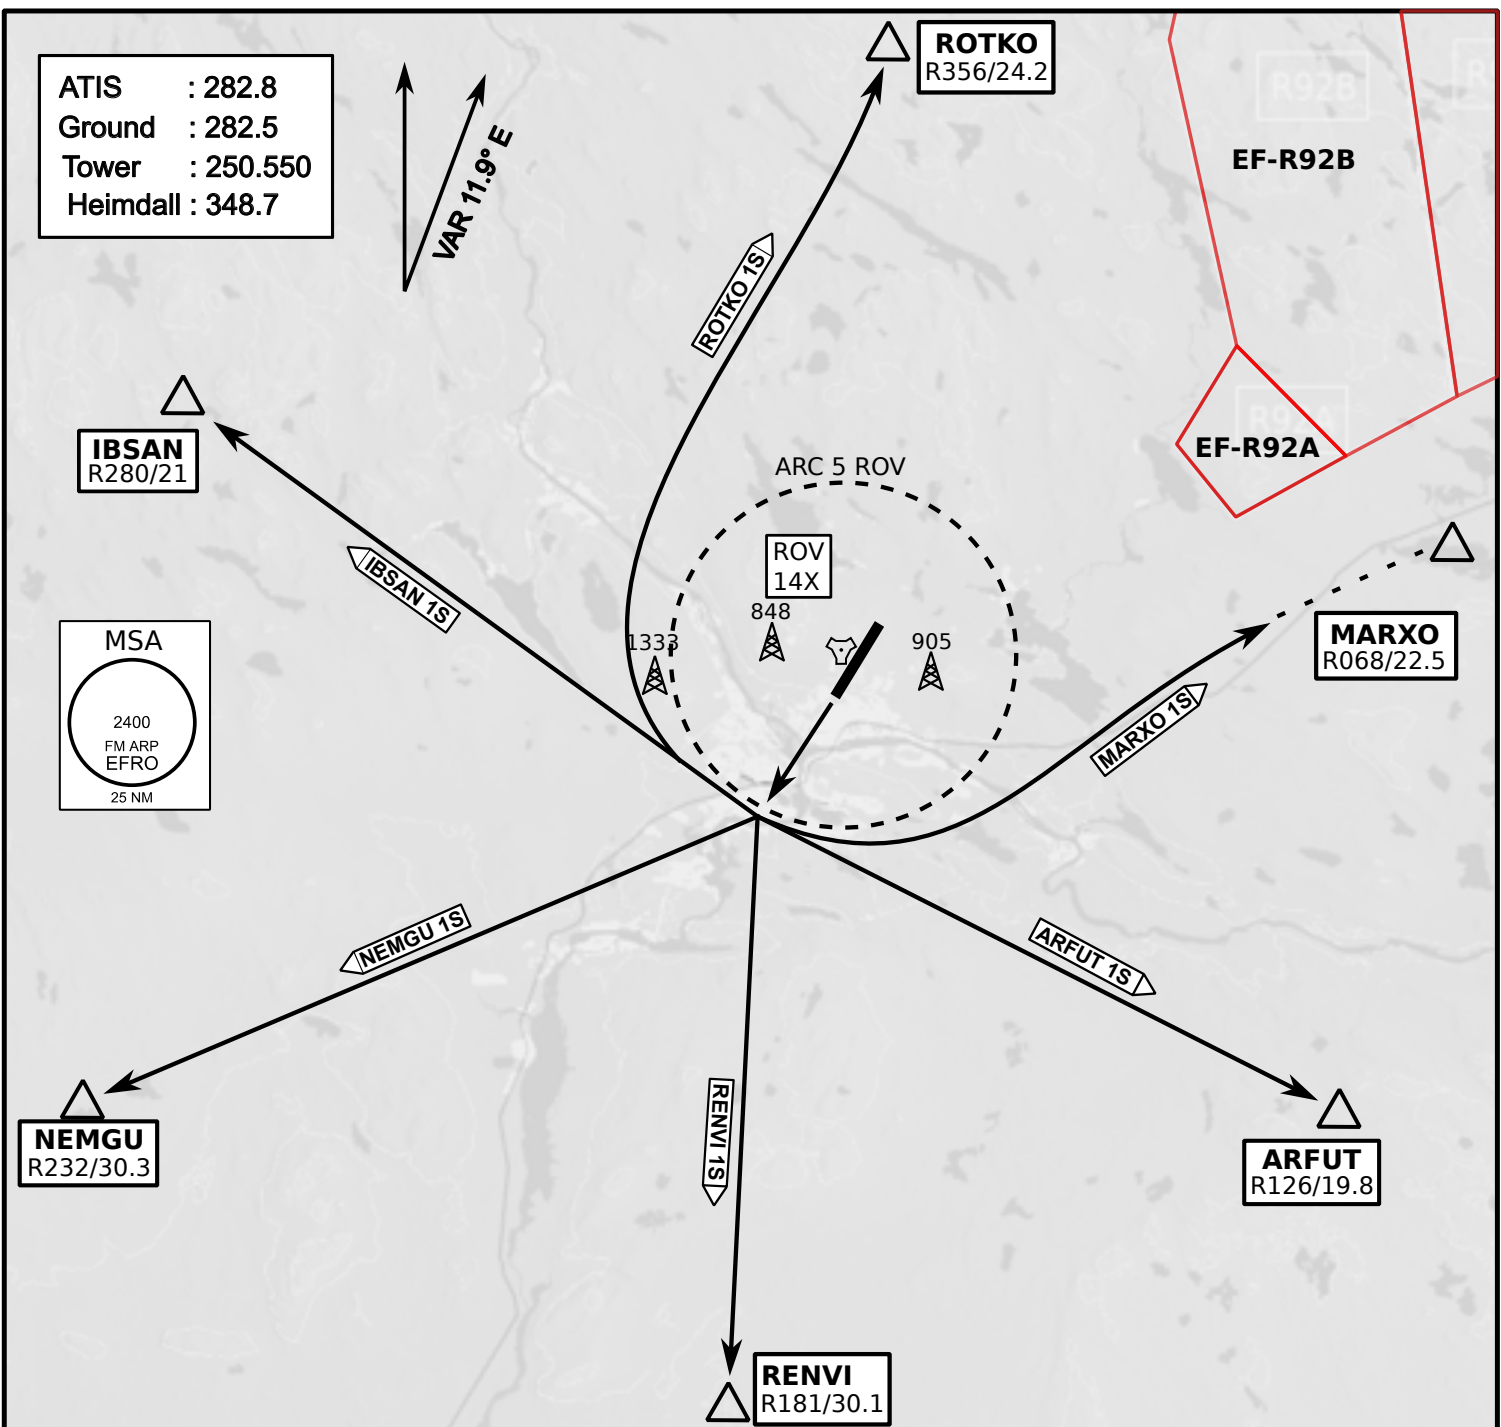 ROTKO
R356/24.2
ATIS : 282.8
Ground : 282.5
Tower : 250.550
Heimdall : 348.7
VAR 11.9° E
R92B
R
EF-R92B
ROTKO 1S
IBSAN
R280/21
R92A
EF-R92A
ARC 5 ROV
ROV
14X
IBSAN 1S
848
1333
905
MARXO
R068/22.5
MSA
2400
FM ARP
EFRO
25 NM
MARXO 1S
NEMGU 1S
ARFUT 1S
RENVI 1S
NEMGU
R232/30.3
ARFUT
R126/19.8
RENVI
R181/30.1